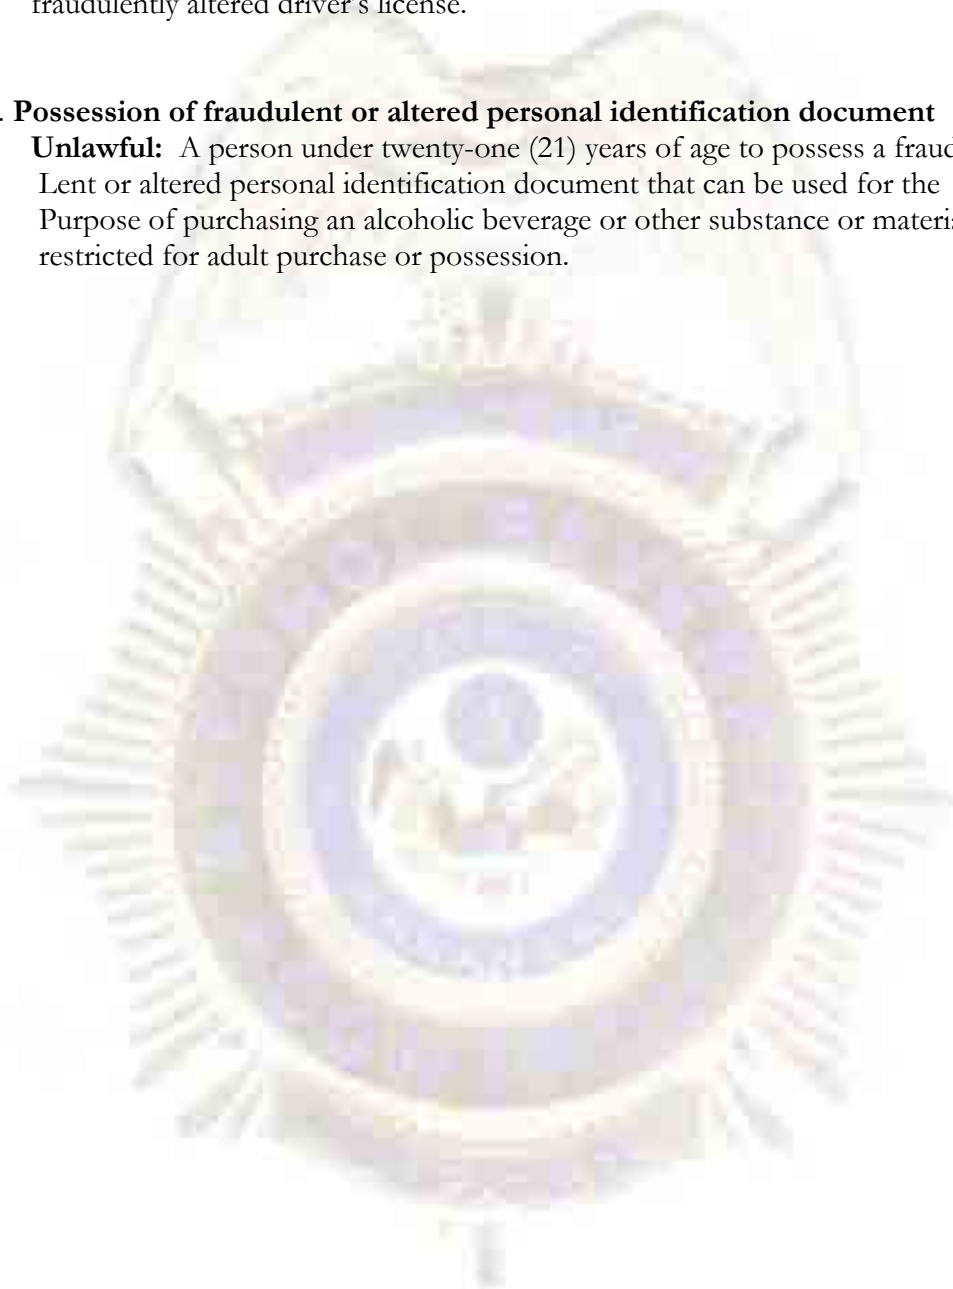 fraudulently altered driver's license.
. Possession of fraudulent or altered personal identification document
Unlawful: A person under twenty-one (21) years of age to possess a fraud
Lent or altered personal identification document that can be used for the
Purpose of purchasing an alcoholic beverage or other substance or materi
restricted for adult purchase or possession.